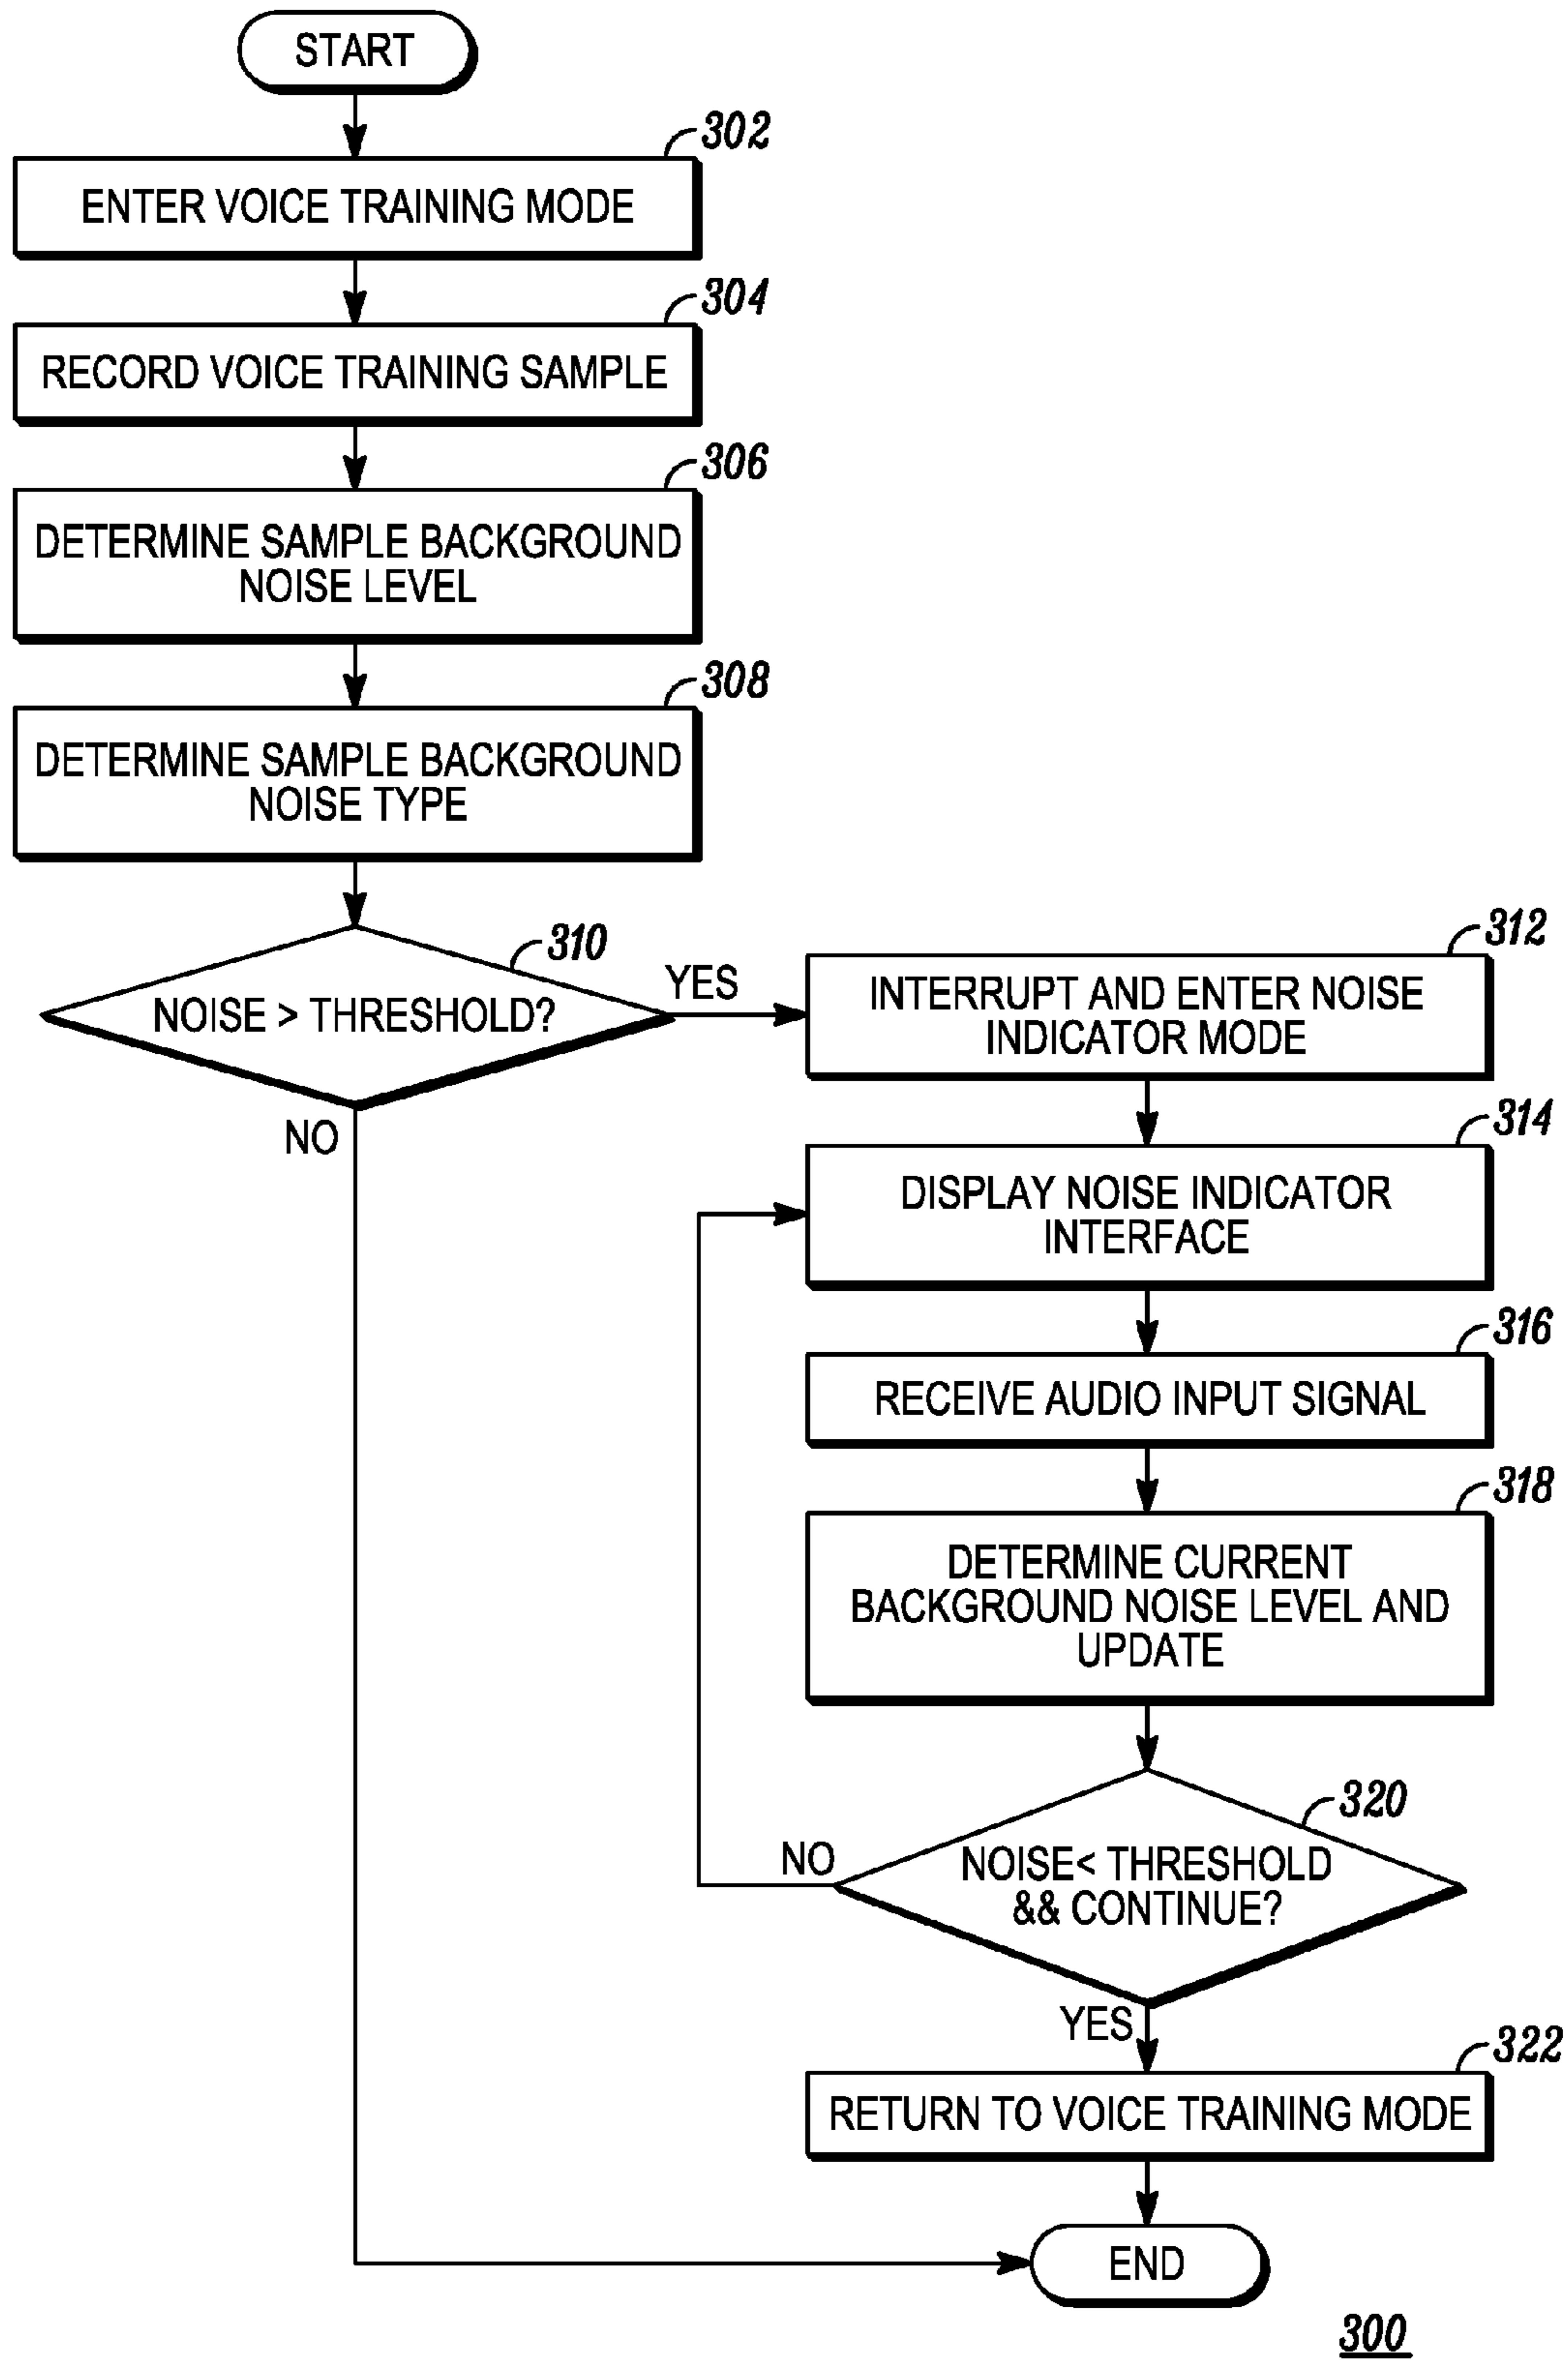 START
302
ENTER VOICE TRAINING MODE
304
RECORD VOICE TRAINING SAMPLE
306
DETERMINE SAMPLE BACKGROUND
NOISE LEVEL
308
DETERMINE SAMPLE BACKGROUND
NOISE TYPE
310
NOISE > THRESHOLD?
YES
NO
312
INTERRUPT AND ENTER NOISE
INDICATOR MODE
314
DISPLAY NOISE INDICATOR
INTERFACE
316
RECEIVE AUDIO INPUT SIGNAL
318
DETERMINE CURRENT
BACKGROUND NOISE LEVEL AND
UPDATE
320
NOISE< THRESHOLD
&& CONTINUE?
NO
YES
322
RETURN TO VOICE TRAINING MODE
END
300